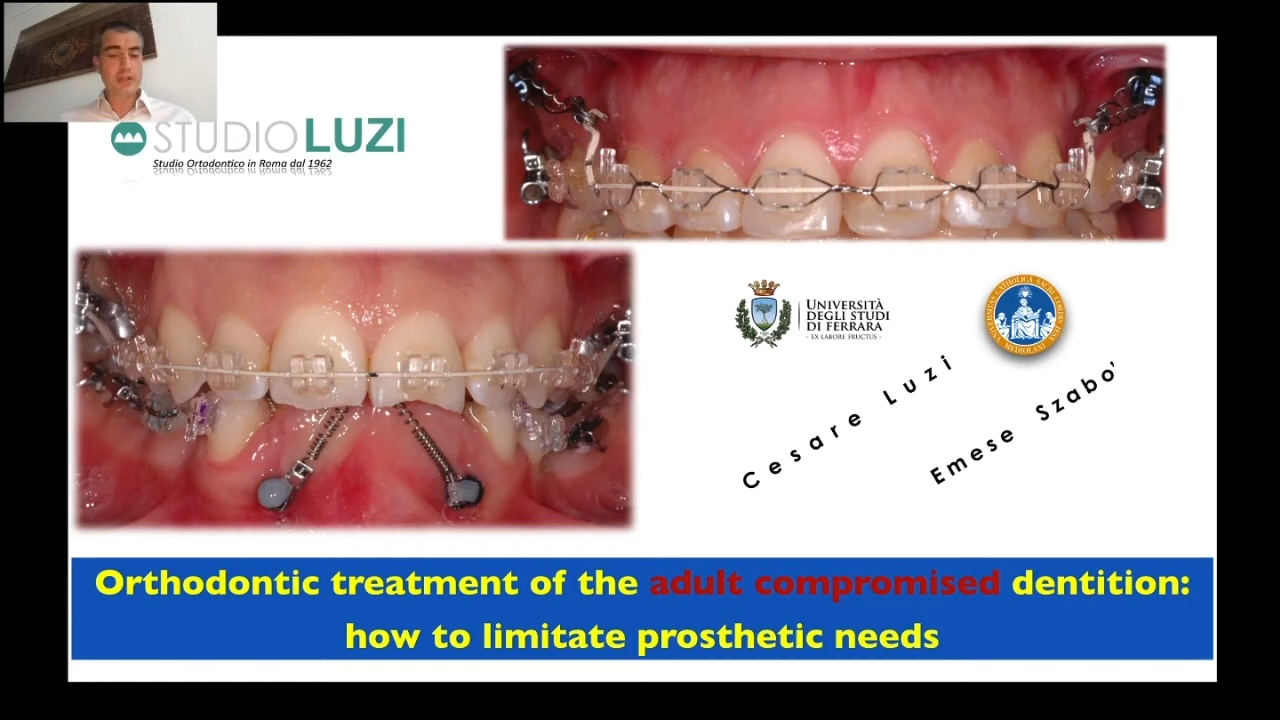 STUDIO LUZI
Studio Ortodontico in Roma dal 1962
UNIVERSITÀ
DEGLI STUDI
DI FERRARA
- EX LABORE FRUCTUS -
Cesare Luzi
Emese Szabo'
Orthodontic treatment of the adult compromised dentition:
how to limitate prosthetic needs